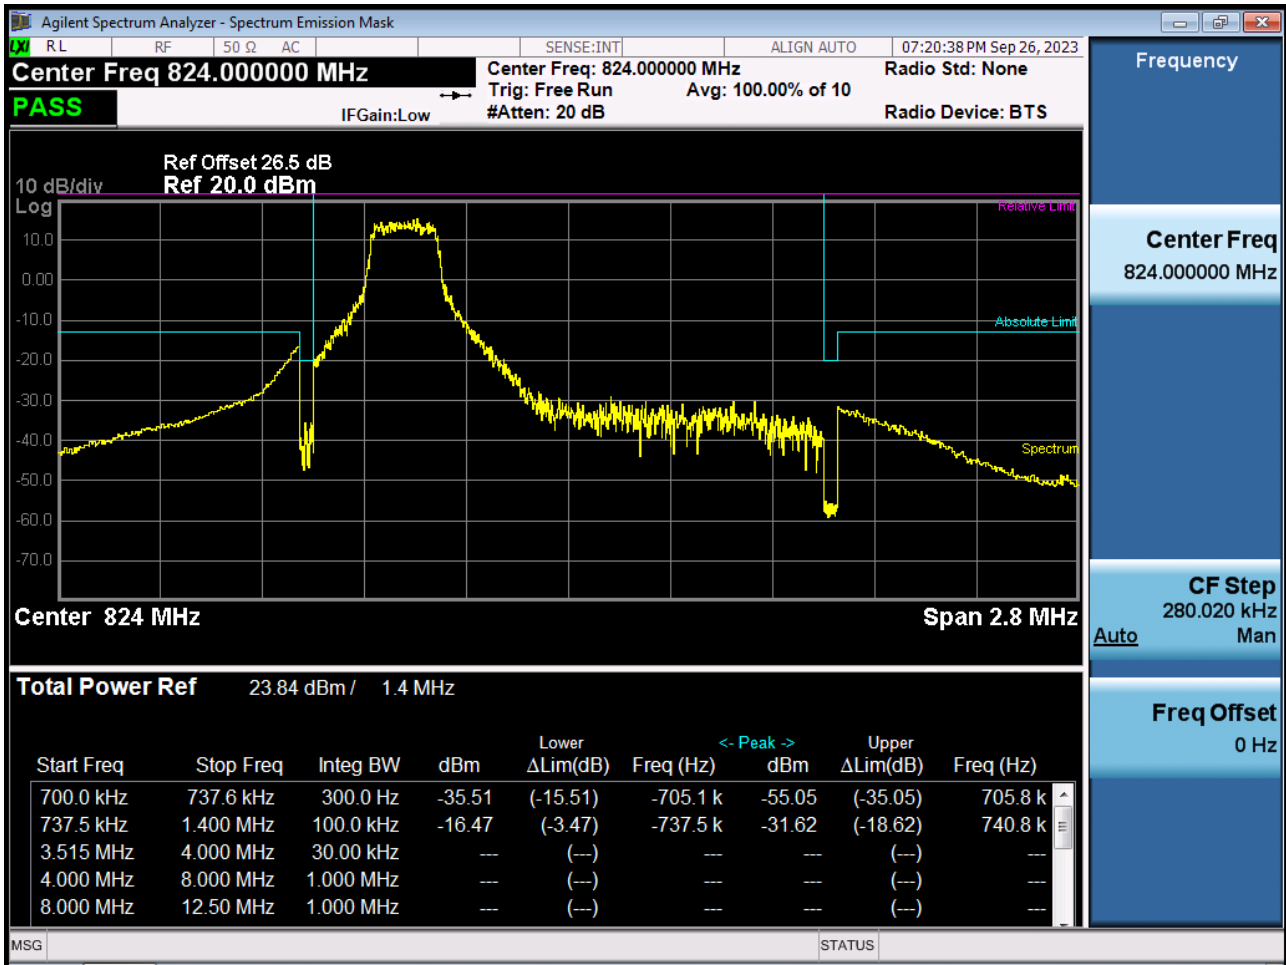 Agilent Spectrum Analyzer - Spectrum Emission Mask
LXI RL RF 50 Ω AC SENSE:INT ALIGN AUTO 07:20:38 PM Sep 26, 2023
Center Freq 824.000000 MHz
Center Freq: 824.000000 MHz Radio Std: None
Trig: Free Run Avg: 100.00% of 10
PASS
IFGain:Low #Atten: 20 dB Radio Device: BTS
Ref Offset 26.5 dB
10 dB/div Ref 20.0 dBm
Log
Relative Limit
10.0
0.00
-10.0
Absolute Limit
-20.0
-30.0
-40.0
Spectrum
-50.0
-60.0
-70.0
Center 824 MHz Span 2.8 MHz
Total Power Ref 23.84 dBm / 1.4 MHz
Lower <- Peak -> Upper
Start Freq Stop Freq Integ BW dBm ΔLim(dB) Freq (Hz) dBm ΔLim(dB) Freq (Hz)
700.0 kHz 737.6 kHz 300.0 Hz -35.51 (-15.51) -705.1 k -55.05 (-35.05) 705.8 k
737.5 kHz 1.400 MHz 100.0 kHz -16.47 (-3.47) -737.5 k -31.62 (-18.62) 740.8 k
3.515 MHz 4.000 MHz 30.00 kHz --- (---) --- --- (---) ---
4.000 MHz 8.000 MHz 1.000 MHz --- (---) --- --- (---) ---
8.000 MHz 12.50 MHz 1.000 MHz --- (---) --- --- (---) ---
MSG STATUS
Frequency
Center Freq
824.000000 MHz
CF Step
280.020 kHz
Auto Man
Freq Offset
0 Hz